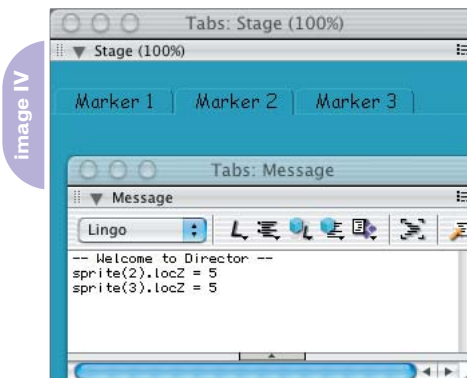 image IV
Tabs: Stage (100%)
Stage (100%)
Marker 1 Marker 2 Marker 3
Tabs: Message
Message
Lingo
-- Welcome to Director --
sprite(2).locZ = 5
sprite(3).locZ = 5